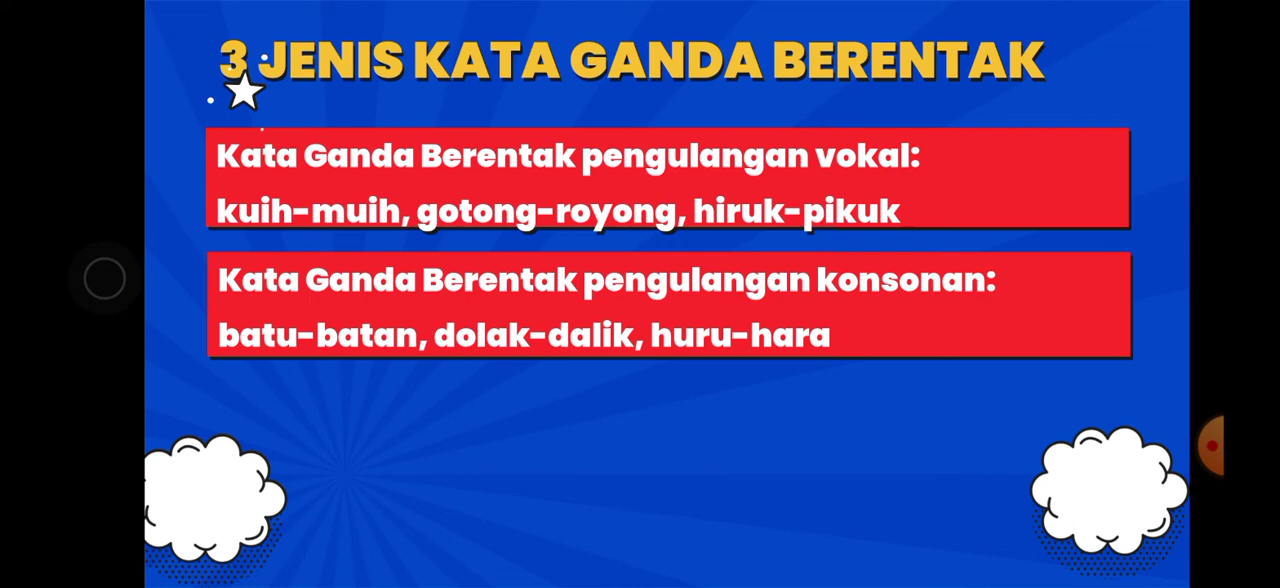 3 JENIS KATA GANDA BERENTAK
Kata Ganda Berentak pengulangan vokal:
kuih-muih, gotong-royong, hiruk-pikuk
Kata Ganda Berentak pengulangan konsonan:
batu-batan, dolak-dalik, huru-hara